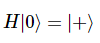 H|0⟩ = |+⟩